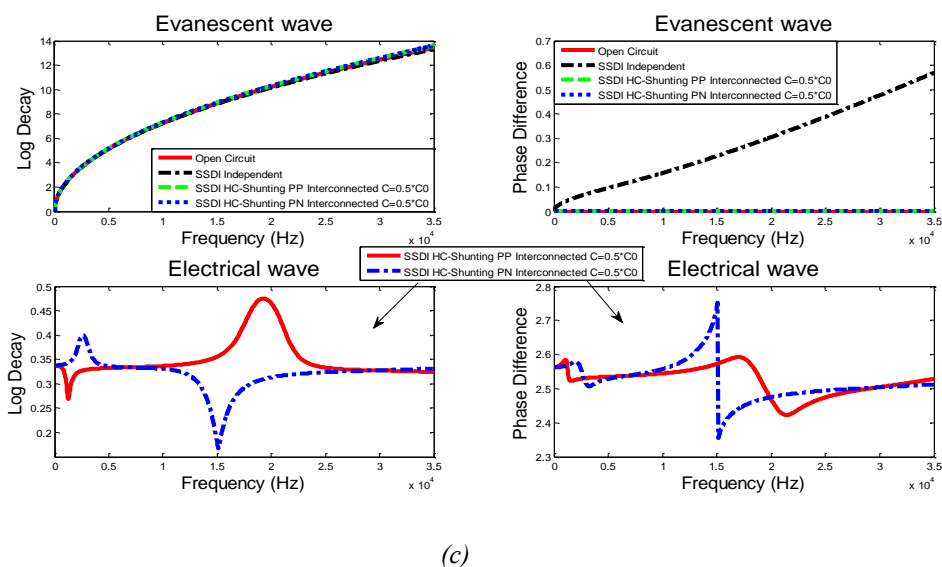 Evanescent wave
14
12
10
8
6
4
2
0
Log Decay
Open Circuit
SSDI Independent
SSDI HC-Shunting PP Interconnected C=0.5*C0
SSDI HC-Shunting PN Interconnected C=0.5*C0
0 0.5 1 1.5 2 2.5 3 3.5
x 10^4
Frequency (Hz)
Evanescent wave
0.7
0.6
0.5
0.4
0.3
0.2
0.1
0
Phase Difference
Open Circuit
SSDI Independent
SSDI HC-Shunting PP Interconnected C=0.5*C0
SSDI HC-Shunting PN Interconnected C=0.5*C0
0 0.5 1 1.5 2 2.5 3 3.5
x 10^4
Frequency (Hz)
SSDI HC-Shunting PP Interconnected C=0.5*C0
SSDI HC-Shunting PN Interconnected C=0.5*C0
Electrical wave
0.5
0.45
0.4
0.35
0.33
0.25
0.2
Log Decay
0 0.5 1 1.5 2 2.5 3 3.5
x 10^4
Frequency (Hz)
Electrical wave
2.8
2.7
2.6
2.5
2.4
2.3
Phase Difference
0 0.5 1 1.5 2 2.5 3 3.5
x 10^4
Frequency (Hz)
(c)